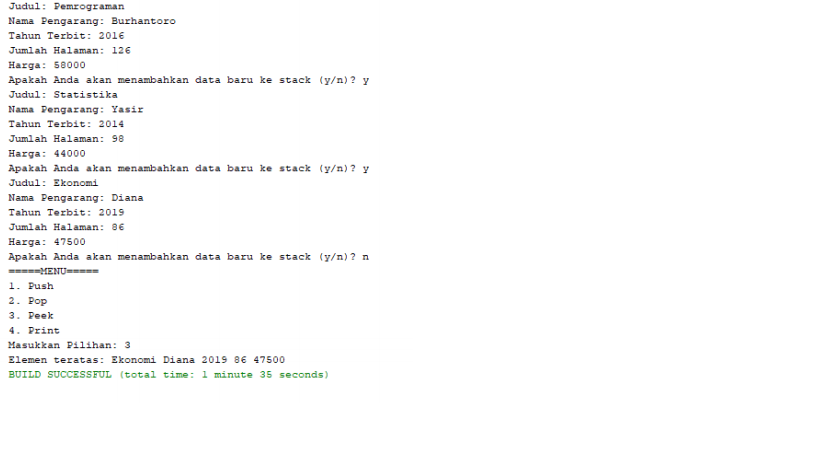 Judul: Pemrograman
Nama Pengarang: Burhantoro
Tahun Terbit: 2016
Jumlah Halaman: 126
Harga: 58000
Apakah Anda akan menambahkan data baru ke stack (y/n)? y
Judul: Statistika
Nama Pengarang: Yasir
Tahun Terbit: 2014
Jumlah Halaman: 98
Harga: 44000
Apakah Anda akan menambahkan data baru ke stack (y/n)? y
Judul: Ekonomi
Nama Pengarang: Diana
Tahun Terbit: 2019
Jumlah Halaman: 86
Harga: 47500
Apakah Anda akan menambahkan data baru ke stack (y/n)? n
=====MENU=====
1. Push
2. Pop
3. Peek
4. Print
Masukkan Pilihan: 3
Elemen teratas: Ekonomi Diana 2019 86 47500
BUILD SUCCESSFUL (total time: 1 minute 35 seconds)